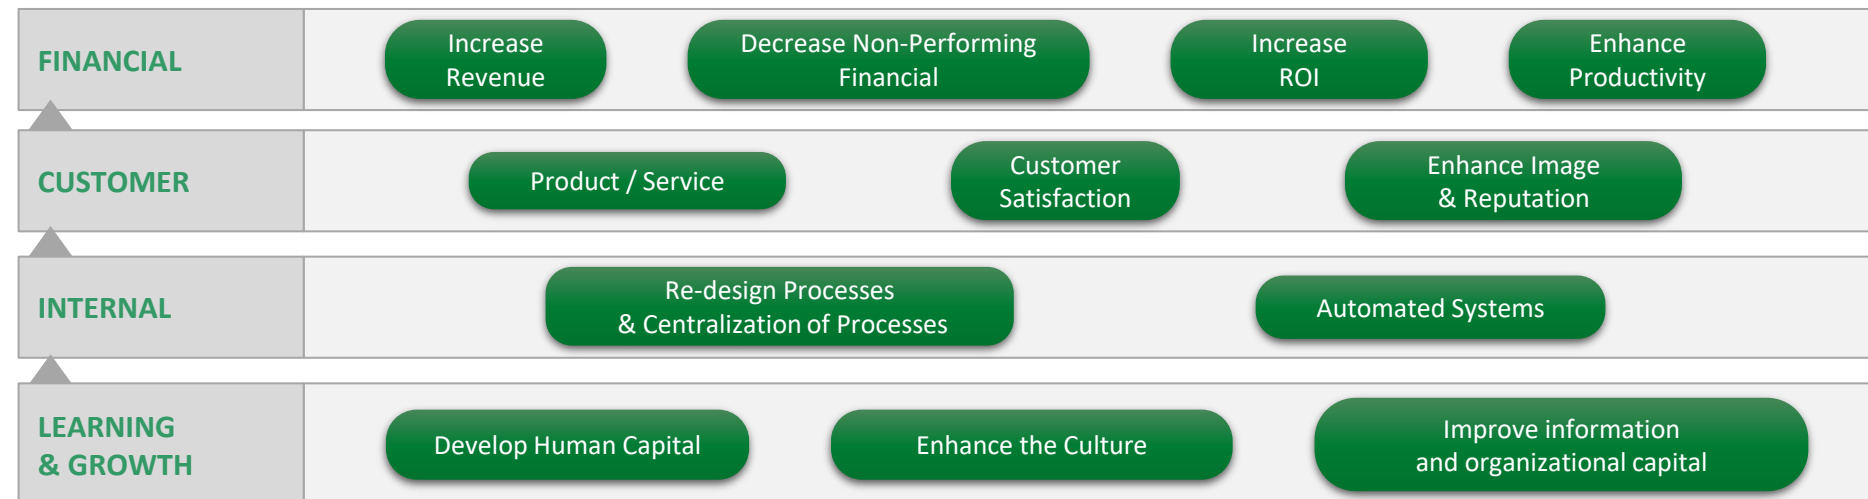 FINANCIAL
Increase
Revenue
Decrease Non-Performing
Financial
Increase
ROI
Enhance
Productivity
CUSTOMER
Product / Service
Customer
Satisfaction
Enhance Image
& Reputation
INTERNAL
Re-design Processes
& Centralization of Processes
Automated Systems
LEARNING
& GROWTH
Develop Human Capital
Enhance the Culture
Improve information
and organizational capital